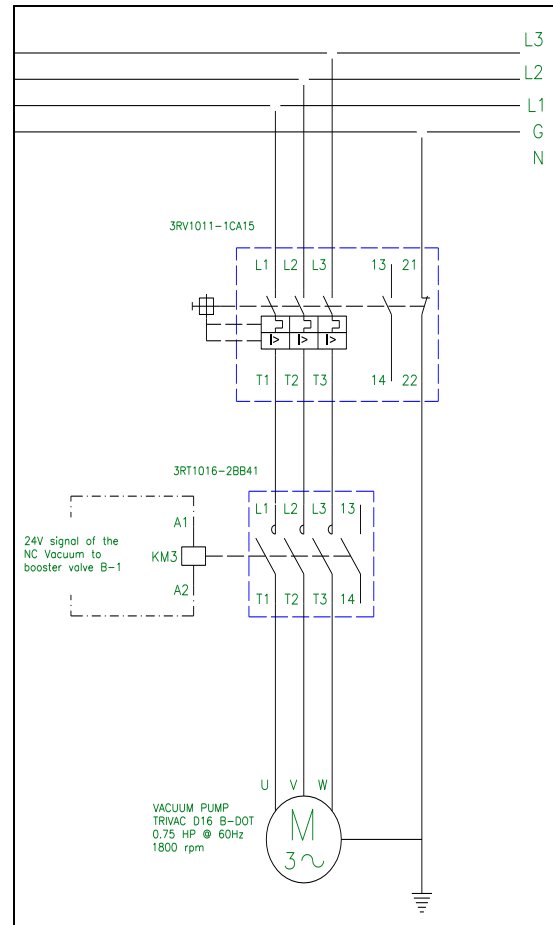 L3
L2
L1
G
N
3RV1011-1CA15
L1 L2 L3 13 21
I> I> I>
T1 T2 T3 14 22
3RT1016-2BB41
L1 L2 L3 13
A1
24V signal of the
NC Vacuum to
booster valve B-1
KM3
A2
T1 T2 T3 14
U V W
VACUUM PUMP
TRIVAC D16 B-DOT
0.75 HP @ 60Hz
1800 rpm
M
3~